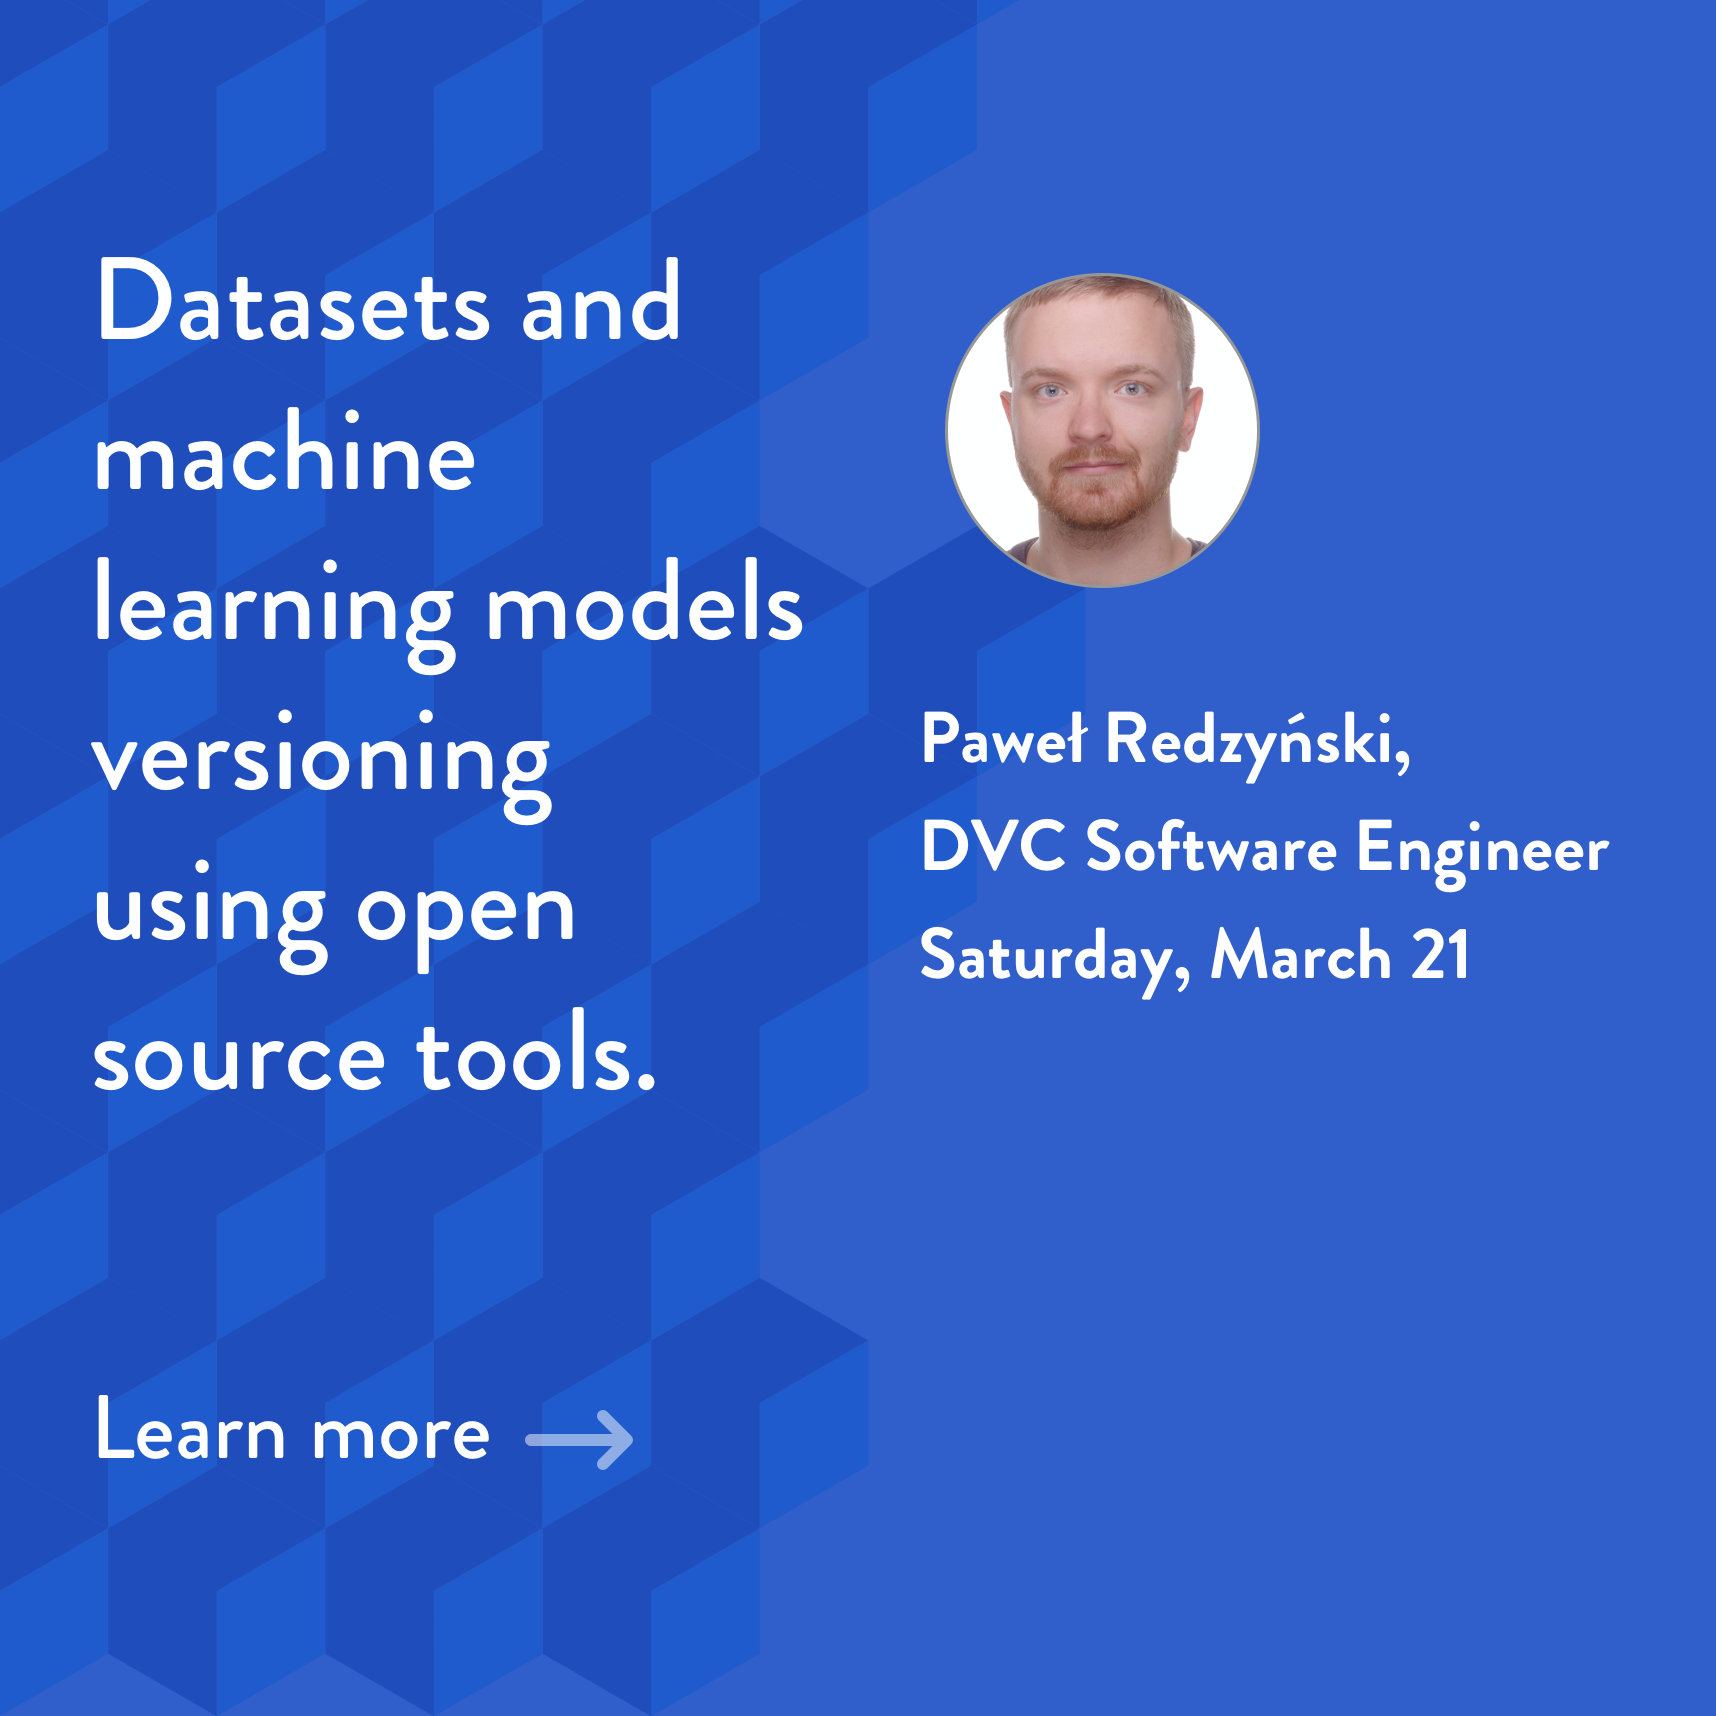 Datasets and
machine
learning models
versioning
using open
source tools.
Paweł Redzyński,
DVC Software Engineer
Saturday, March 21
Learn more